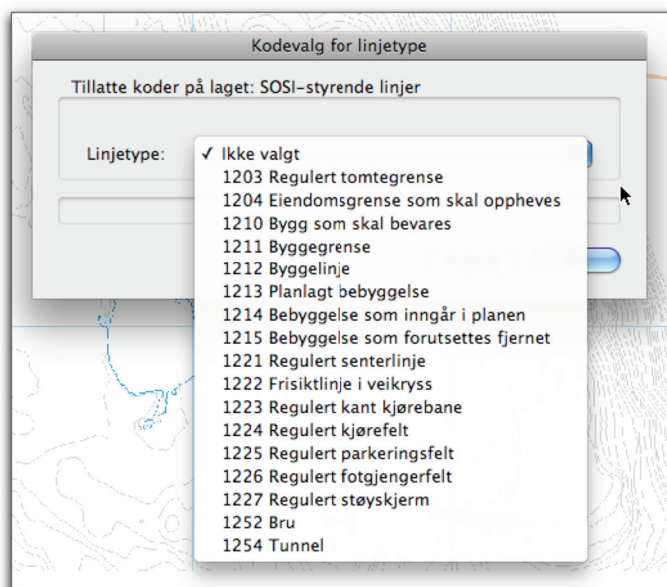 Kodevalg for linjetype
Tillatte koder på laget: SOSI-styrende linjer
Linjetype:
✓ Ikke valgt
1203 Regulert tomtegrense
1204 Eiendomsgrense som skal oppheves
1210 Bygg som skal bevares
1211 Byggegrense
1212 Byggelinje
1213 Planlagt bebyggelse
1214 Bebyggelse som inngår i planen
1215 Bebyggelse som forutsettes fjernet
1221 Regulert senterlinje
1222 Frisiktlinje i veikryss
1223 Regulert kant kjørebane
1224 Regulert kjørefelt
1225 Regulert parkeringsfelt
1226 Regulert fotgjengerfelt
1227 Regulert støyskjerm
1252 Bru
1254 Tunnel